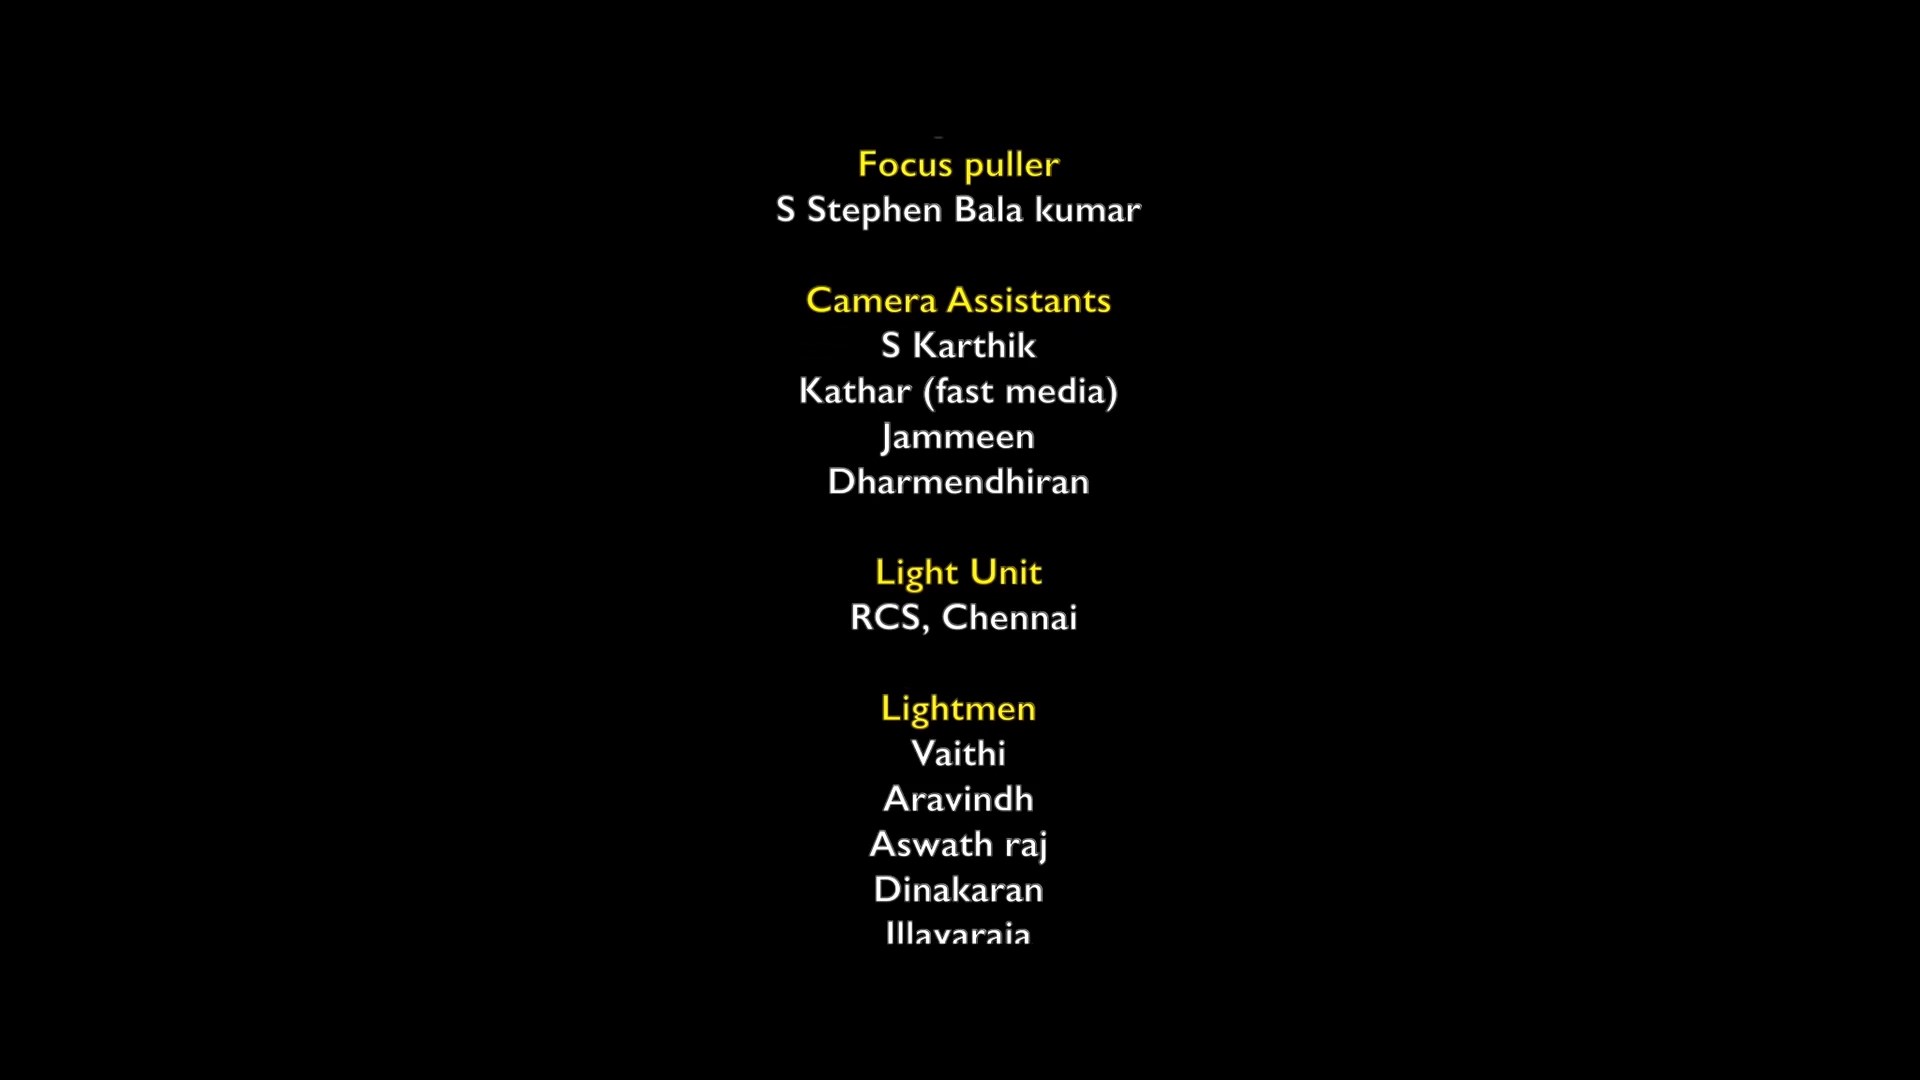 Focus puller
S Stephen Bala kumar
Camera Assistants
S Karthik
Kathar (fast media)
Jammeen
Dharmendhiran
Light Unit
RCS, Chennai
Lightmen
Vaithi
Aravindh
Aswath raj
Dinakaran
Illayaraja